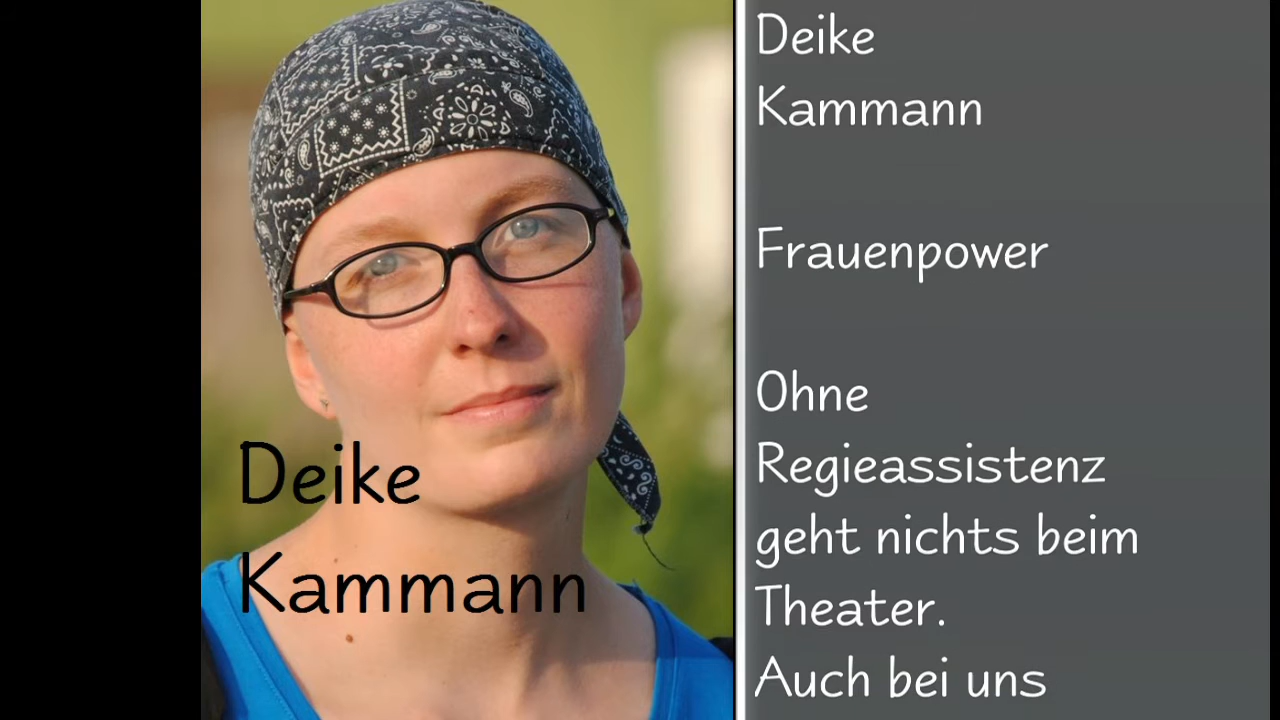 Deike
Kammann
Deike
Kammann
Frauenpower
Ohne
Regieassistenz
geht nichts beim
Theater.
Auch bei uns